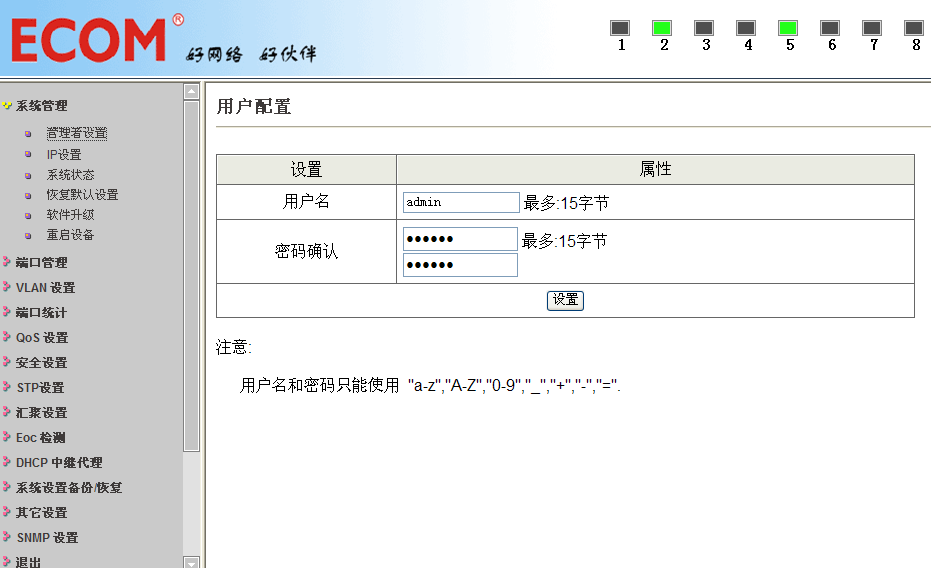 ECOM® 好网络 好伙伴
1 2 3 4 5 6 7 8
系统管理
管理者设置
IP设置
系统状态
恢复默认设置
软件升级
重启设备
端口管理
VLAN 设置
端口统计
QoS 设置
安全设置
STP设置
汇聚设置
Eoc 检测
DHCP 中继代理
系统设置备份/恢复
其它设置
SNMP 设置
退出
用户配置
设置 属性
用户名 admin 最多:15字节
密码确认 ●●●●●● 最多:15字节
●●●●●●
设置
注意:
用户名和密码只能使用 "a-z","A-Z","0-9","_","+","-","=".